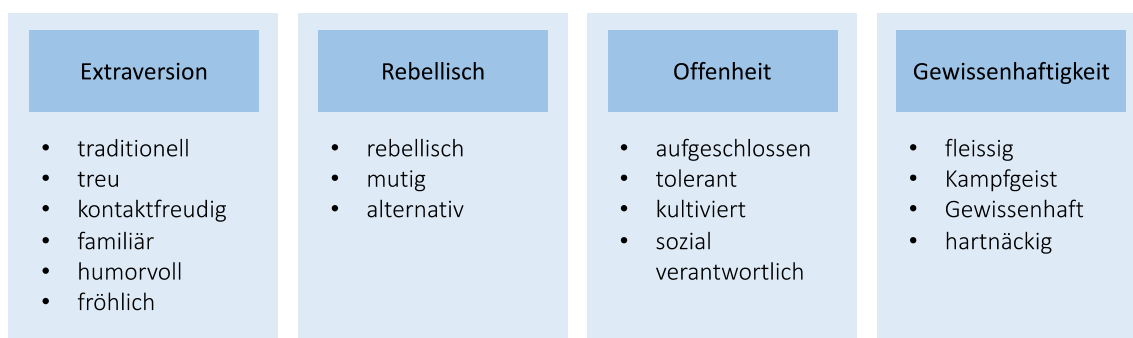 Extraversion
• traditionell
• treu
• kontaktfreudig
• familiär
• humorvoll
• fröhlich
Rebellisch
• rebellisch
• mutig
• alternativ
Offenheit
• aufgeschlossen
• tolerant
• kultiviert
• sozial
verantwortlich
Gewissenhaftigkeit
• fleissig
• Kampfgeist
• Gewissenhaft
• hartnäckig